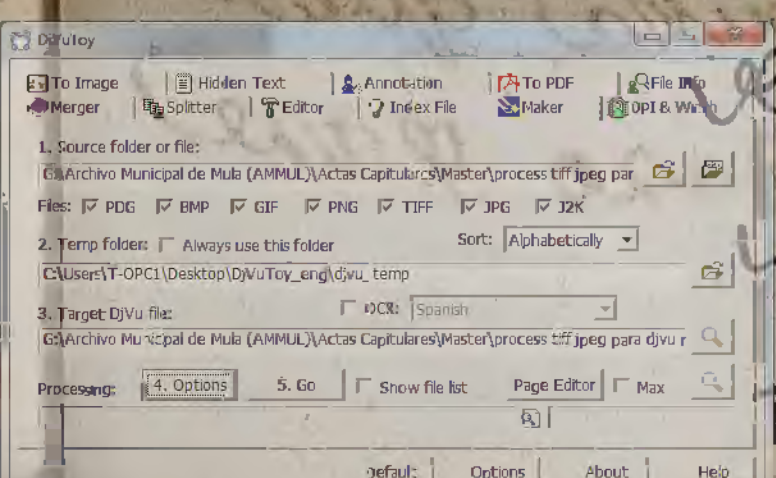 DjVuToy
To Image Hidden Text Annotation To PDF File Info
Merger Splitter Editor Index File Maker DPI & Width
1. Source folder or file:
G:\Archivo Municipal de Mula (AMMUL)\Actas Capitulares\Master\process tiff jpeg par
Files: PDG BMP GIF PNG TIFF JPG J2K
2. Temp folder: Always use this folder Sort: Alphabetically
C:\Users\T-OPC1\Desktop\DjVuToy_eng\djvu_temp
3. Target DjVu file: OCR: Spanish
G:\Archivo Municipal de Mula (AMMUL)\Actas Capitulares\Master\process tiff jpeg para djvu r
Processing: 4. Options 5. Go Show file list Page Editor Max
Default Options About Help